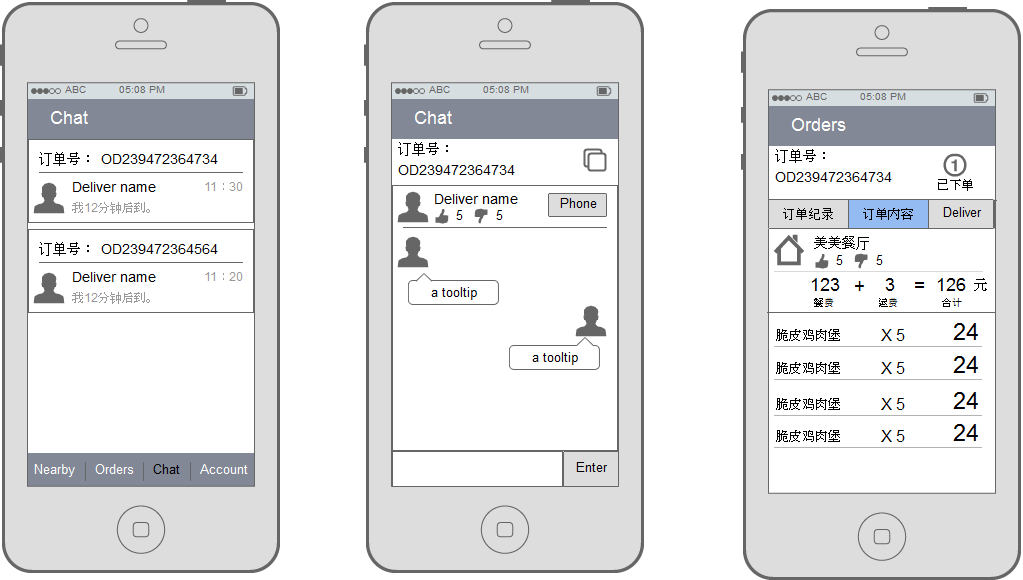 ABC 05:08 PM
Chat
订单号： OD239472364734
Deliver name 11：30
我12分钟后到。
订单号： OD239472364564
Deliver name 11：20
我12分钟后到。
Nearby Orders Chat Account
ABC 05:08 PM
Chat
订单号：
OD239472364734
Deliver name
5 5
Phone
a tooltip
a tooltip
Enter
ABC 05:08 PM
Orders
订单号：
OD239472364734
1
已下单
订单纪录 订单内容 Deliver
美美餐厅
5 5
123 + 3 = 126 元
餐费 送费 合计
脆皮鸡肉堡 X 5 24
脆皮鸡肉堡 X 5 24
脆皮鸡肉堡 X 5 24
脆皮鸡肉堡 X 5 24